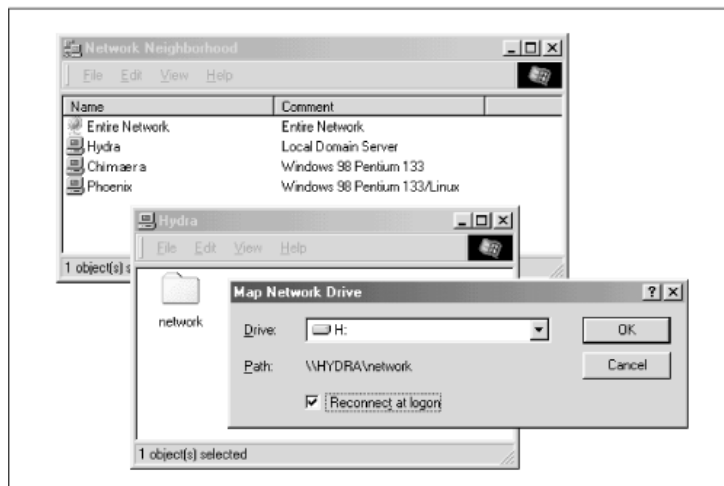 Network Neighborhood
File Edit View Help
Name Comment
Entire Network Entire Network
Hydra Local Domain Server
Chimæra Windows 98 Pentium 133
Phoenix Windows 98 Pentium 133/Linux
1 object(s) s
Hydra
File Edit View Help
network
Map Network Drive
Drive: H: OK
Path: \\HYDRA\network Cancel
Reconnect at logon
1 object(s) selected